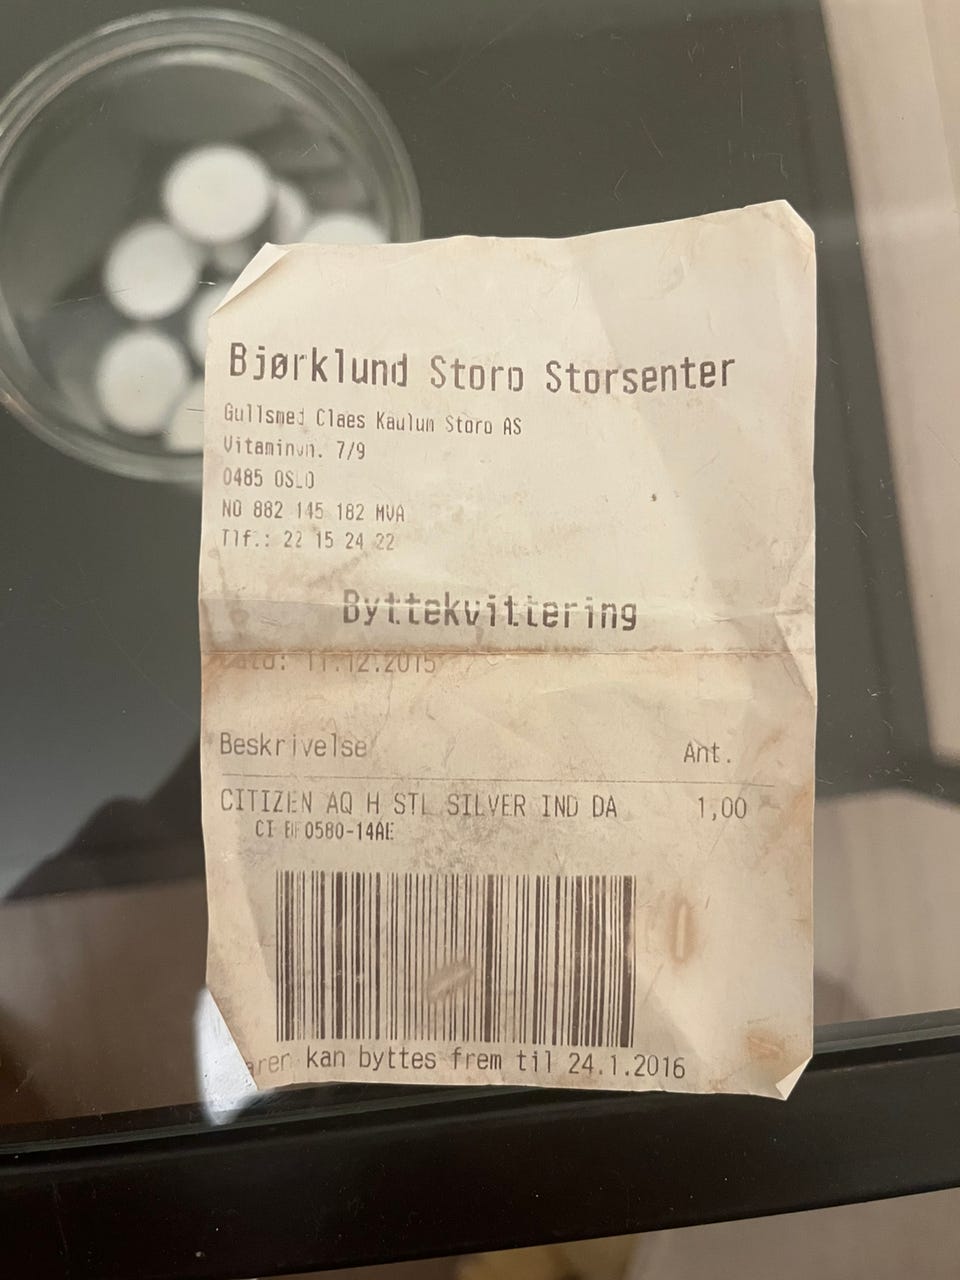 Bjørklund Storo Storsenter
Gullsmed Claes Kaulum Storo AS
Vitaminvn. 7/9
0485 OSLO
NO 882 145 182 MVA
Tlf.: 22 15 24 22
Byttekvittering
Dato: 11.12.2015
Beskrivelse Ant.
CITIZEN AQ H STL SILVER IND DA 1,00
CI BF0580-14AE
arer kan byttes frem til 24.1.2016